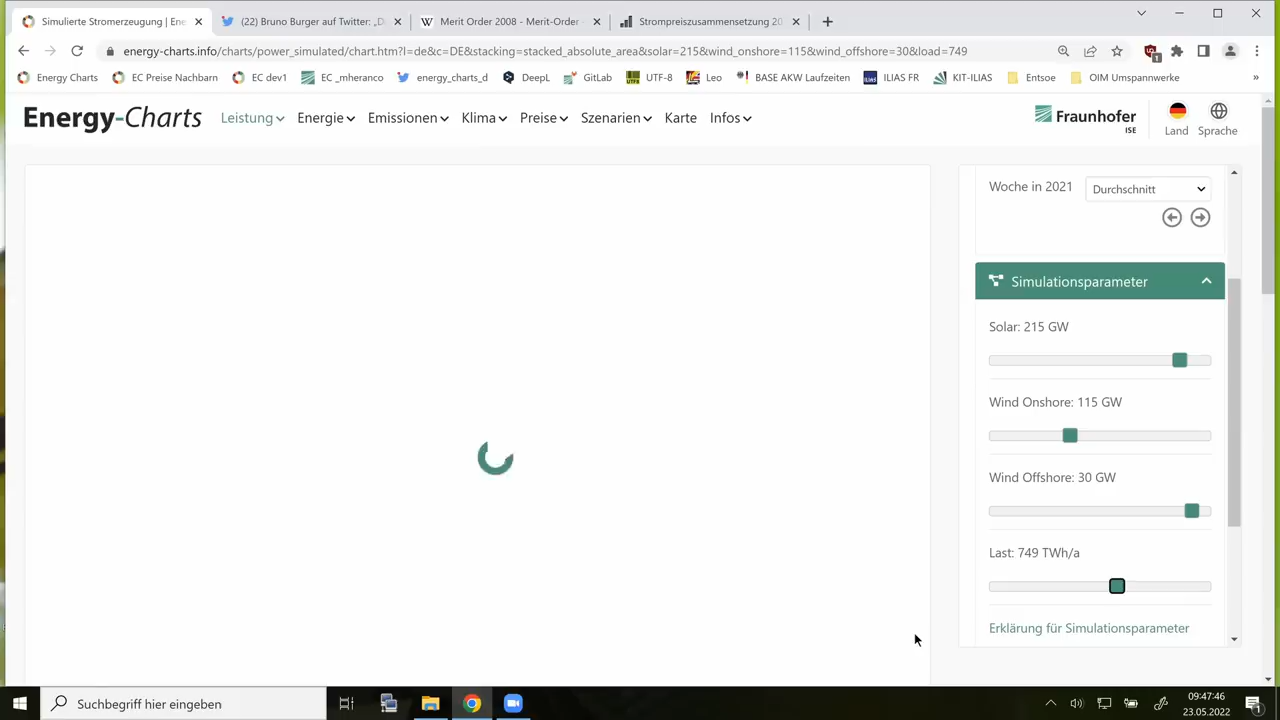 Simulierte Stromerzeugung | Ene
(22) Bruno Burger auf Twitter: „D
Merit Order 2008 - Merit-Order -
Strompreiszusammensetzung 20
energy-charts.info/charts/power_simulated/chart.htm?l=de&c=DE&stacking=stacked_absolute_area&solar=215&wind_onshore=115&wind_offshore=30&load=749
Energy Charts
EC Preise Nachbarn
EC dev1
EC _mheranco
energy_charts_d
DeepL
GitLab
UTF-8
Leo
BASE AKW Laufzeiten
ILIAS FR
KIT-ILIAS
Entsoe
OIM Umspannwerke
»
Energy-Charts
Leistung
Energie
Emissionen
Klima
Preise
Szenarien
Karte
Infos
Fraunhofer
ISE
Land
Sprache
Woche in 2021
Durchschnitt
Simulationsparameter
Solar: 215 GW
Wind Onshore: 115 GW
Wind Offshore: 30 GW
Last: 749 TWh/a
Erklärung für Simulationsparameter
Suchbegriff hier eingeben
09:47:46
23.05.2022